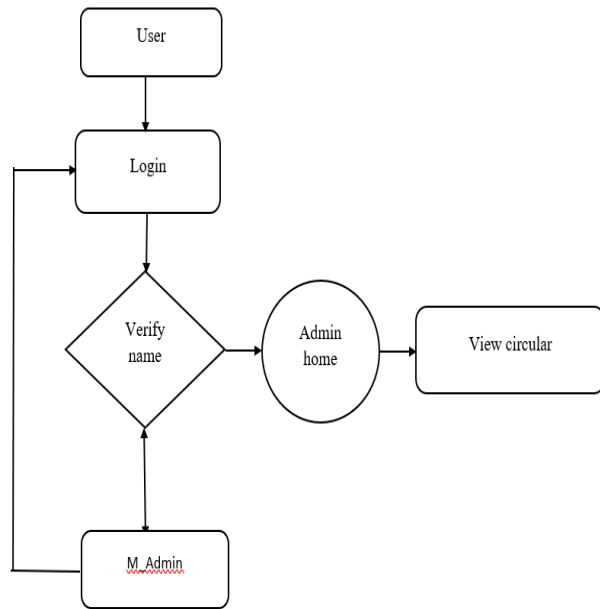 User
Login
Verify
name
Admin
home
View circular
M_Admin